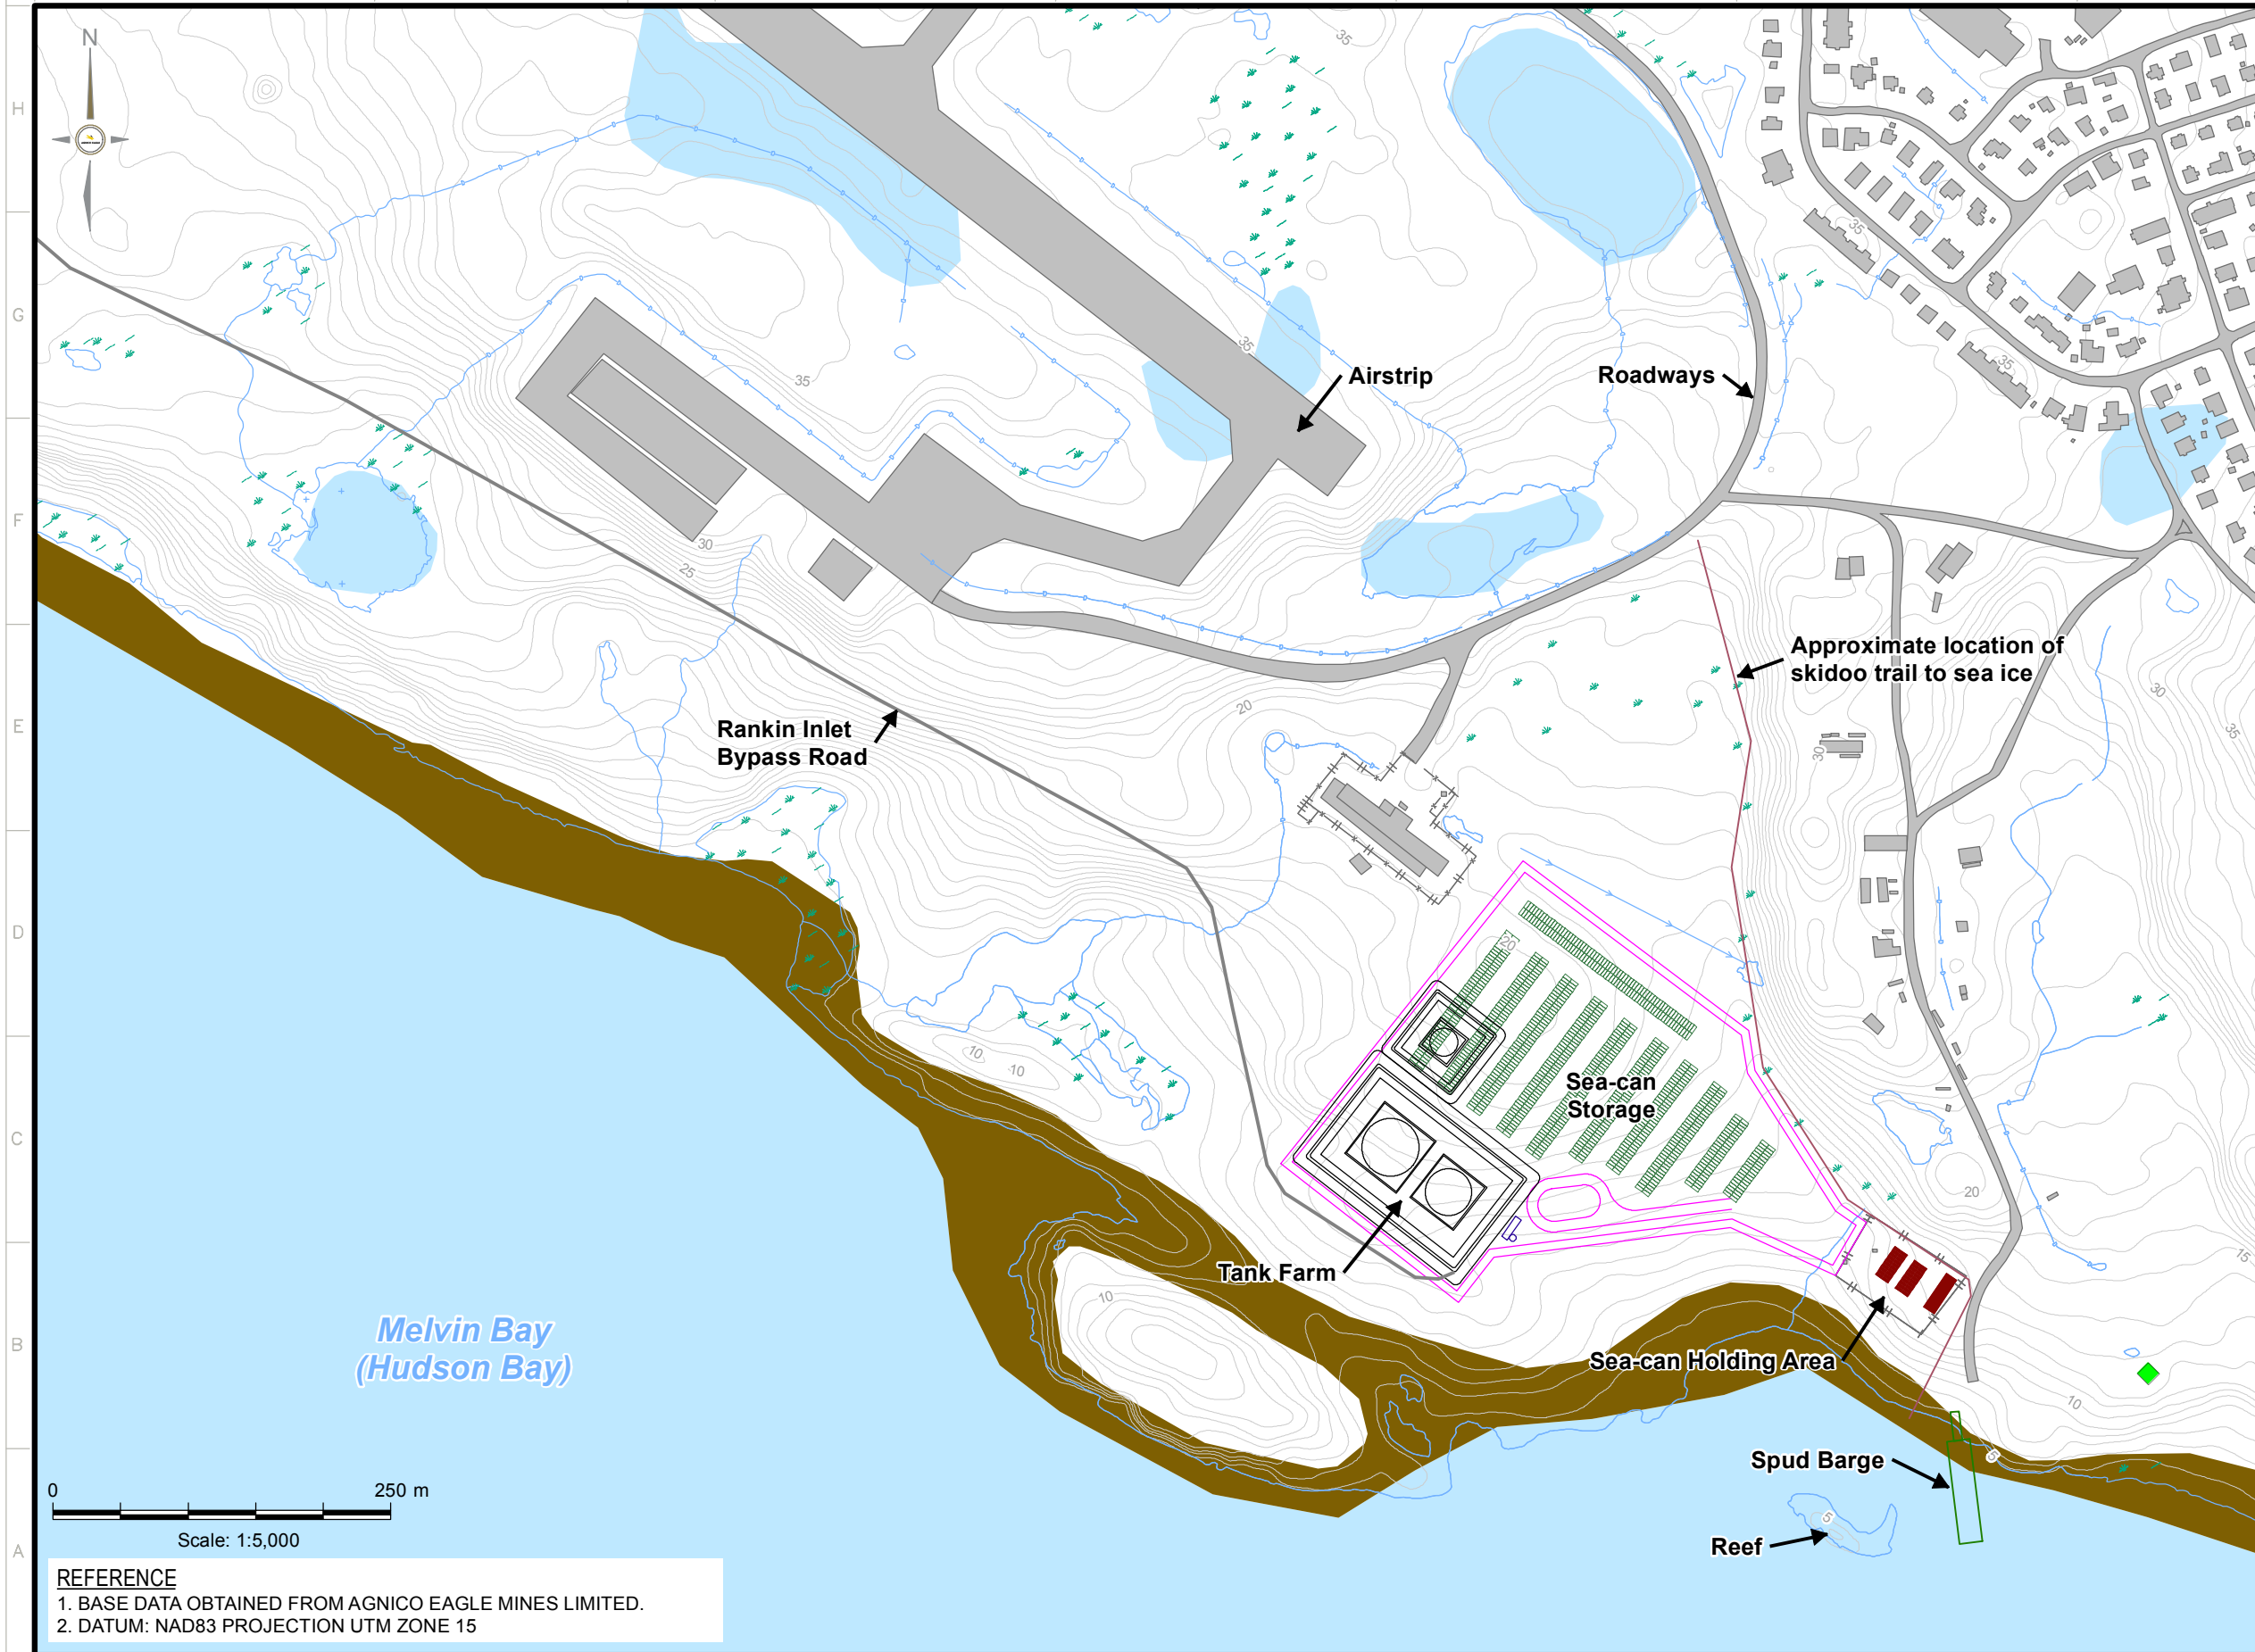 N
H
G
F
E
D
C
B
A
35
35
35
35
35
35
Airstrip
Roadways
30
25
20
Approximate location of
skidoo trail to sea ice
30
35
30
Rankin Inlet
Bypass Road
20
10
10
Sea-can
Storage
20
15
Tank Farm
10
Melvin Bay
(Hudson Bay)
Sea-can Holding Area
10
5
Spud Barge
5
Reef
0 250 m
Scale: 1:5,000
REFERENCE
1. BASE DATA OBTAINED FROM AGNICO EAGLE MINES LIMITED.
2. DATUM: NAD83 PROJECTION UTM ZONE 15